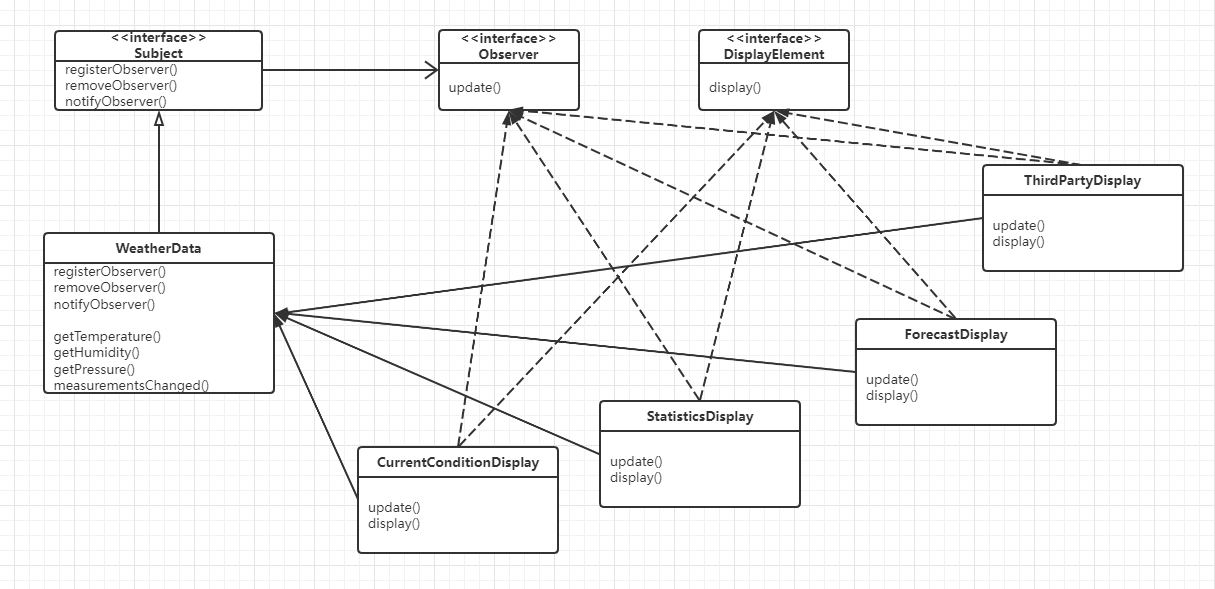 <<interface>>
Subject
registerObserver()
removeObserver()
notifyObserver()
<<interface>>
Observer
update()
<<interface>>
DisplayElement
display()
ThirdPartyDisplay
update()
display()
WeatherData
registerObserver()
removeObserver()
notifyObserver()
getTemperature()
getHumidity()
getPressure()
measurementsChanged()
ForecastDisplay
update()
display()
StatisticsDisplay
update()
display()
CurrentConditionDisplay
update()
display()